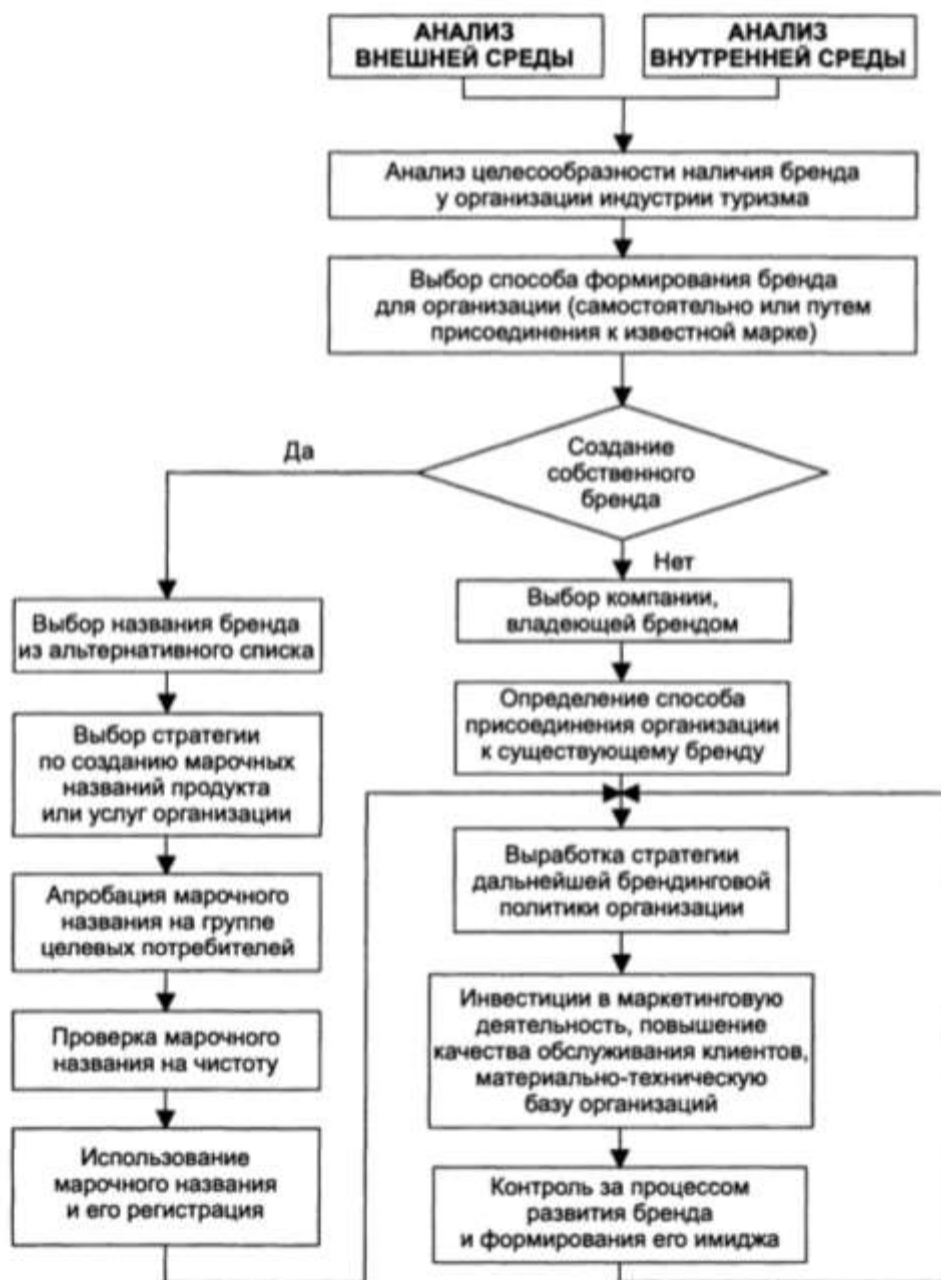 АНАЛИЗ
ВНЕШНЕЙ СРЕДЫ
АНАЛИЗ
ВНУТРЕННЕЙ СРЕДЫ
Анализ целесообразности наличия бренда
у организации индустрии туризма
Выбор способа формирования бренда
для организации (самостоятельно или путем
присоединения к известной марке)
Создание
собственного
бренда
Да
Нет
Выбор названия бренда
из альтернативного списка
Выбор стратегии
по созданию марочных
названий продукта
или услуг организации
Апробация марочного
названия на группе
целевых потребителей
Проверка марочного
названия на чистоту
Использование
марочного названия
и его регистрация
Выбор компании,
владеющей брендом
Определение способа
присоединения организации
к существующему бренду
Выработка стратегии
дальнейшей брендинговой
политики организации
Инвестиции в маркетинговую
деятельность, повышение
качества обслуживания клиентов,
материально-техническую
базу организаций
Контроль за процессом
развития бренда
и формирования его имиджа